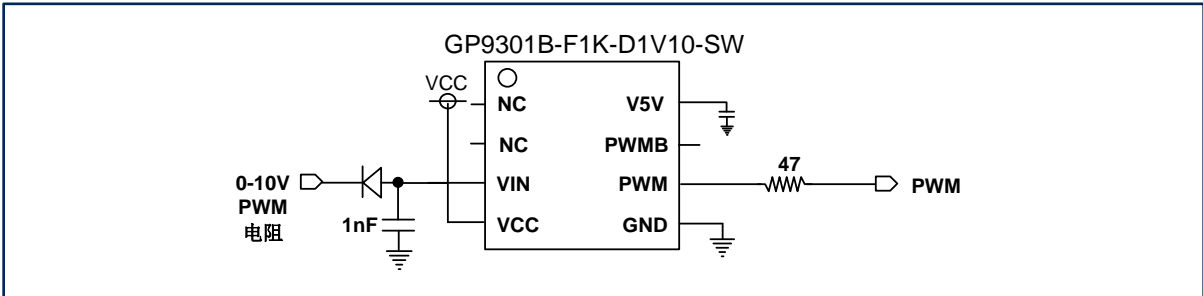 GP9301B-F1K-D1V10-SW
VCC
NC
V5V
NC
PWMB
47
0-10V
VIN
PWM
PWM
PWM
1nF
VCC
GND
电阻